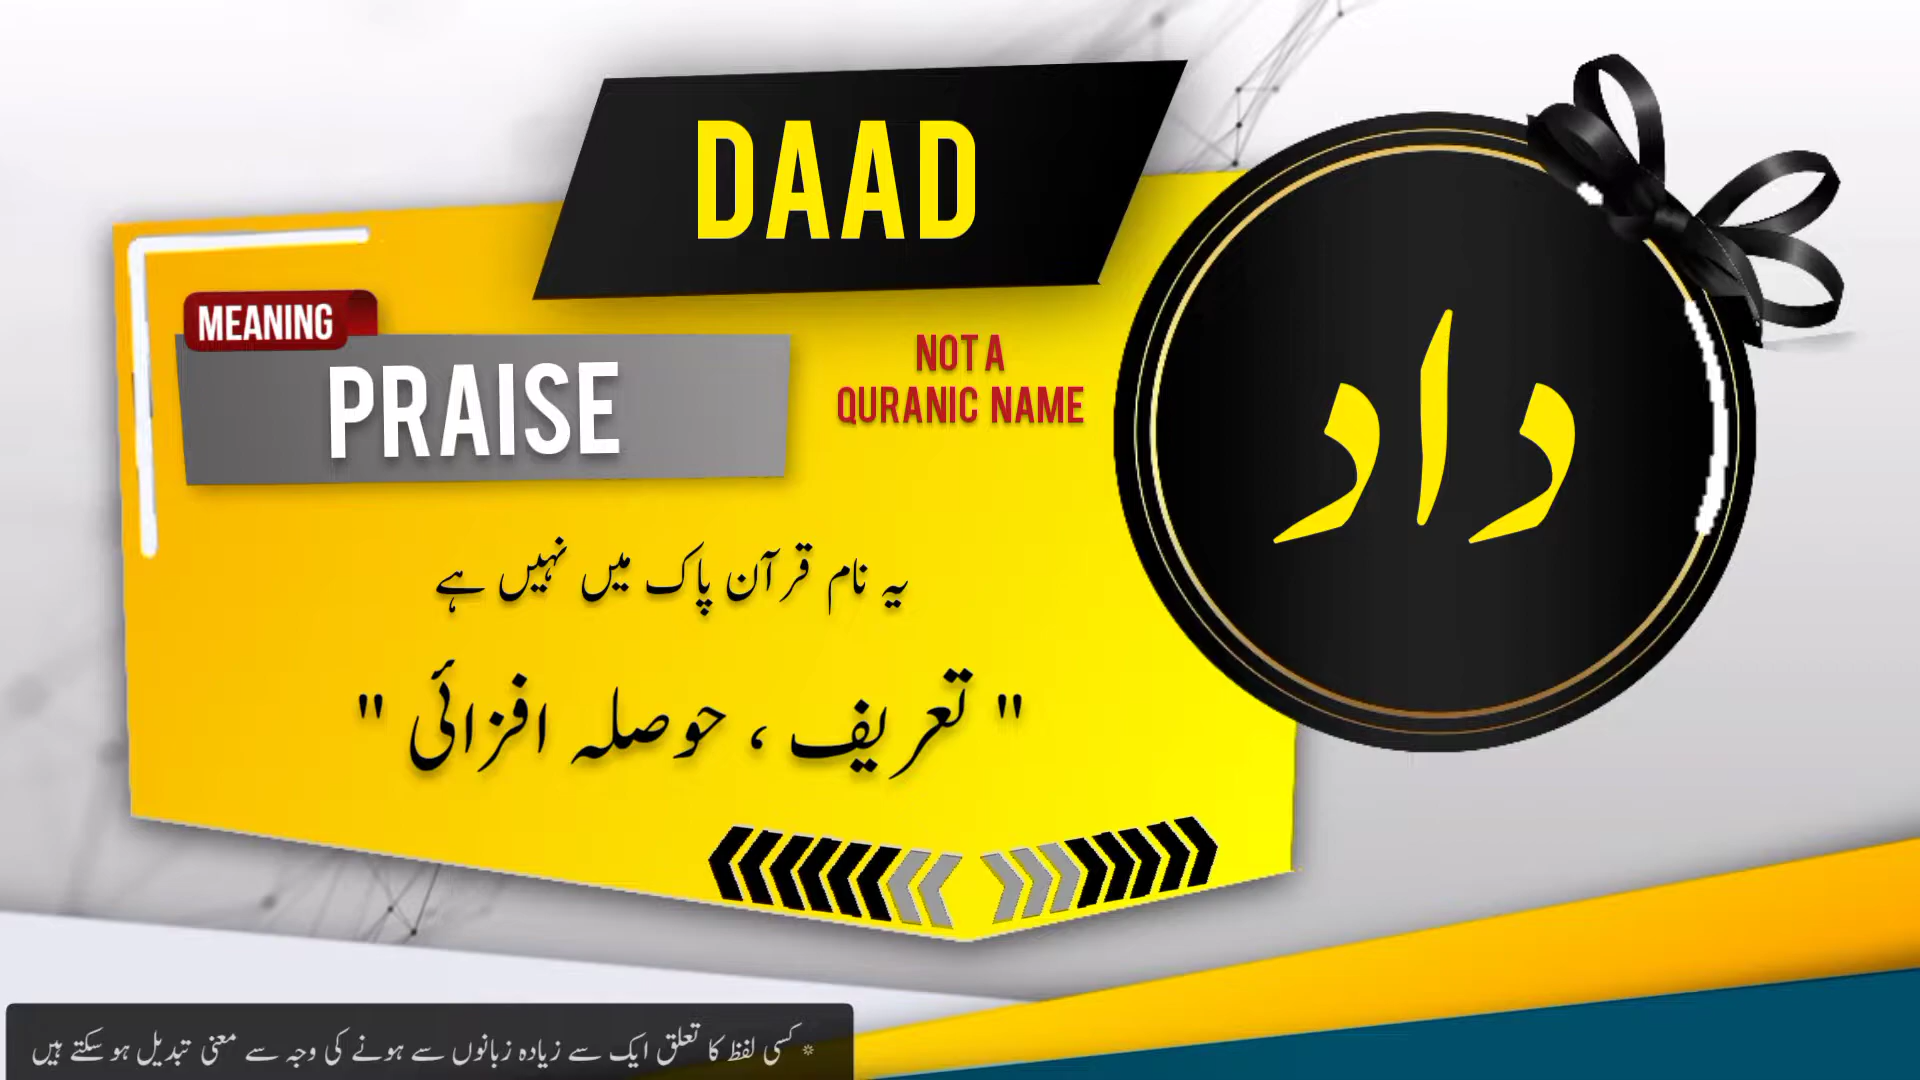 DAAD
MEANING
PRAISE
NOT A
QURANIC NAME
داد
یہ نام قرآن پاک میں نہیں ہے
" تعریف ، حوصلہ افزائی "
* کسی لفظ کا تعلق ایک سے زیادہ زبانوں سے ہونے کی وجہ سے معنی تبدیل ہو سکتے ہیں